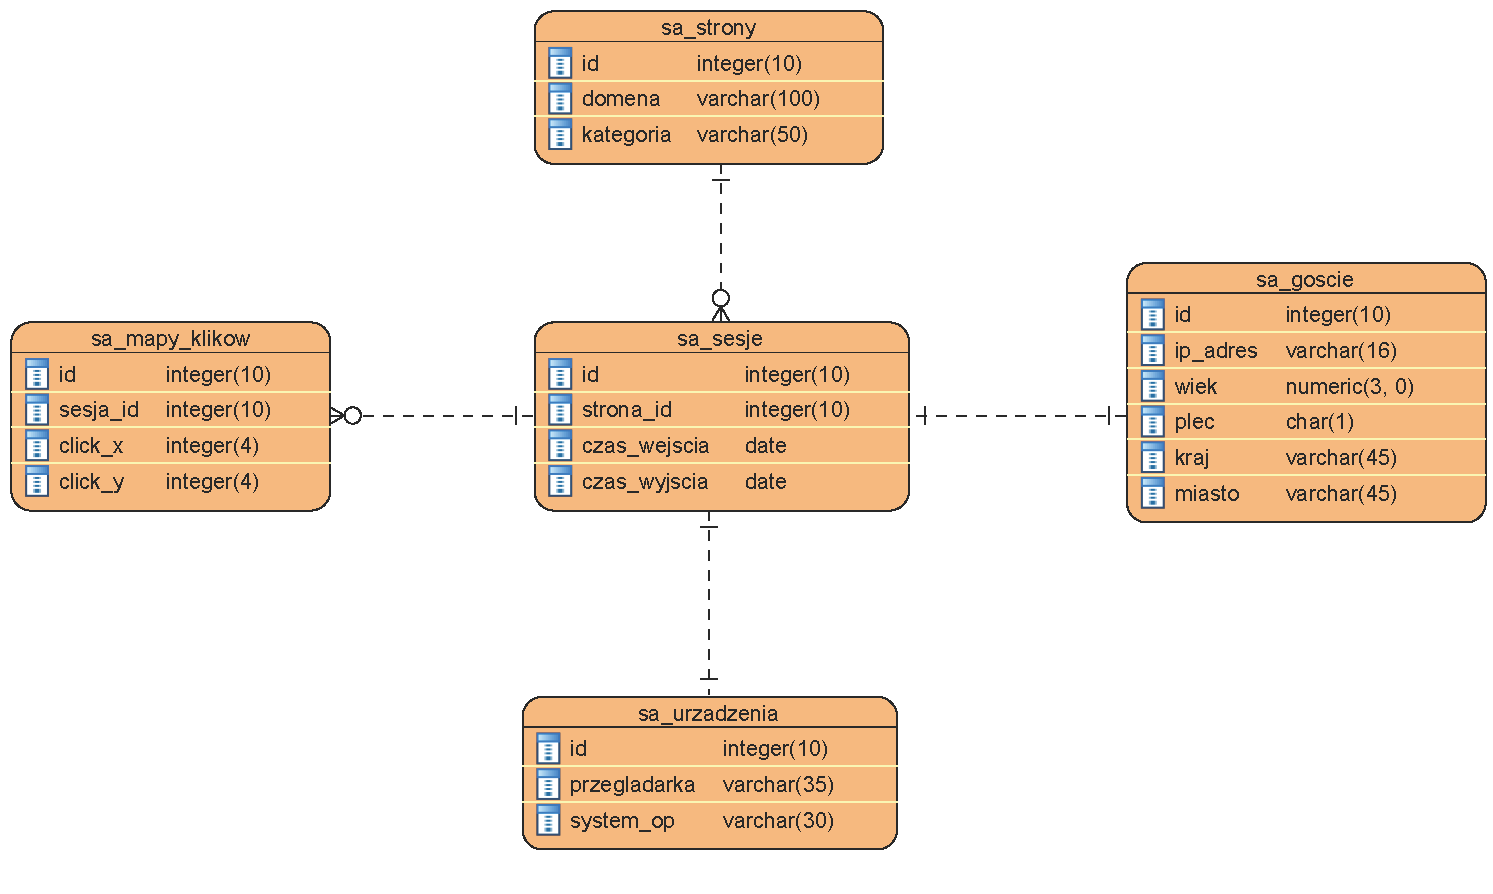 sa_strony
id integer(10)
domena varchar(100)
kategoria varchar(50)
sa_mapy_klikow
id integer(10)
sesja_id integer(10)
click_x integer(4)
click_y integer(4)
sa_sesje
id integer(10)
strona_id integer(10)
czas_wejscia date
czas_wyjscia date
sa_goscie
id integer(10)
ip_adres varchar(16)
wiek numeric(3, 0)
plec char(1)
kraj varchar(45)
miasto varchar(45)
sa_urzadzenia
id integer(10)
przegladarka varchar(35)
system_op varchar(30)